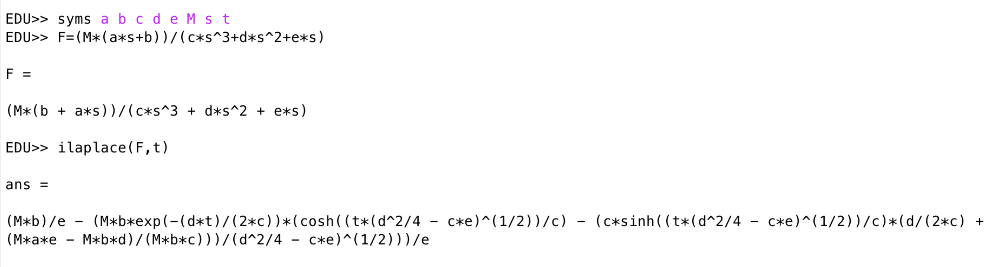 EDU>> syms a b c d e M s t
EDU>> F=(M*(a*s+b))/(c*s^3+d*s^2+e*s)
F =
(M*(b + a*s))/(c*s^3 + d*s^2 + e*s)
EDU>> ilaplace(F,t)
ans =
(M*b)/e - (M*b*exp(-(d*t)/(2*c))*(cosh((t*(d^2/4 - c*e)^(1/2))/c) - (c*sinh((t*(d^2/4 - c*e)^(1/2))/c)*(d/(2*c) +
(M*a*e - M*b*d)/(M*b*c)))/(d^2/4 - c*e)^(1/2)))/e